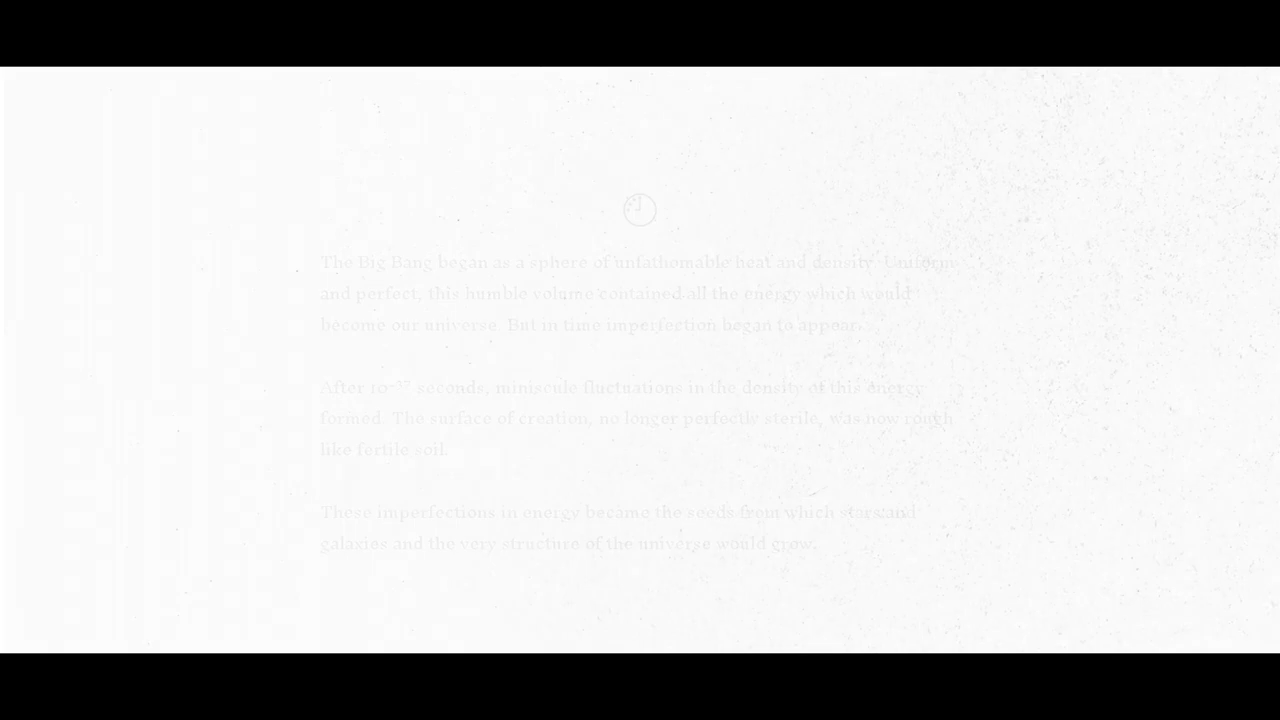 The Big Bang began as a sphere of unfathomable heat and density. Uniform
and perfect, this humble volume contained all the energy which would
become our universe. But in time imperfection began to appear.
After 10⁻³⁷ seconds, miniscule fluctuations in the density of this energy
formed. The surface of creation, no longer perfectly sterile, was now rough
like fertile soil.
These imperfections in energy became the seeds from which stars and
galaxies and the very structure of the universe would grow.